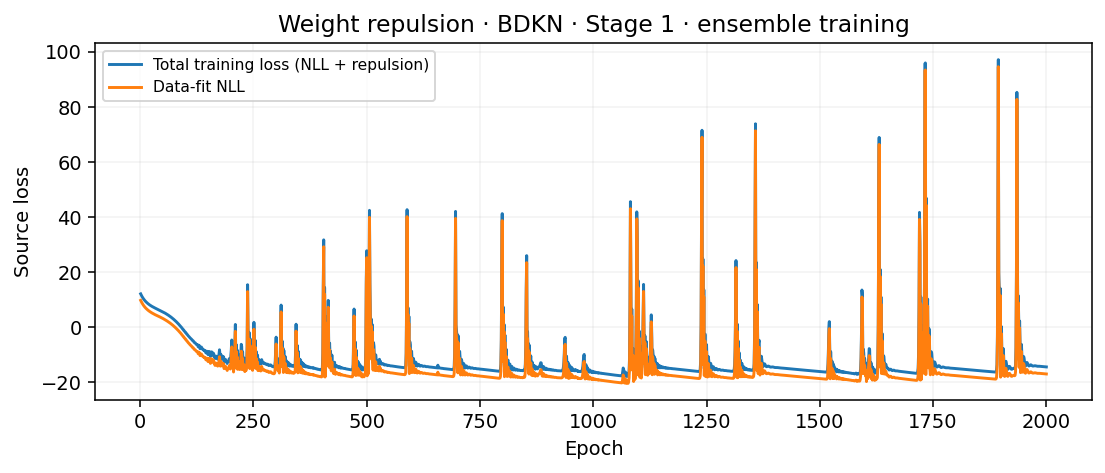 Weight repulsion · BDKN · Stage 1 · ensemble training
Total training loss (NLL + repulsion)
Data-fit NLL
Source loss
100
80
60
40
20
0
−20
0 250 500 750 1000 1250 1500 1750 2000
Epoch